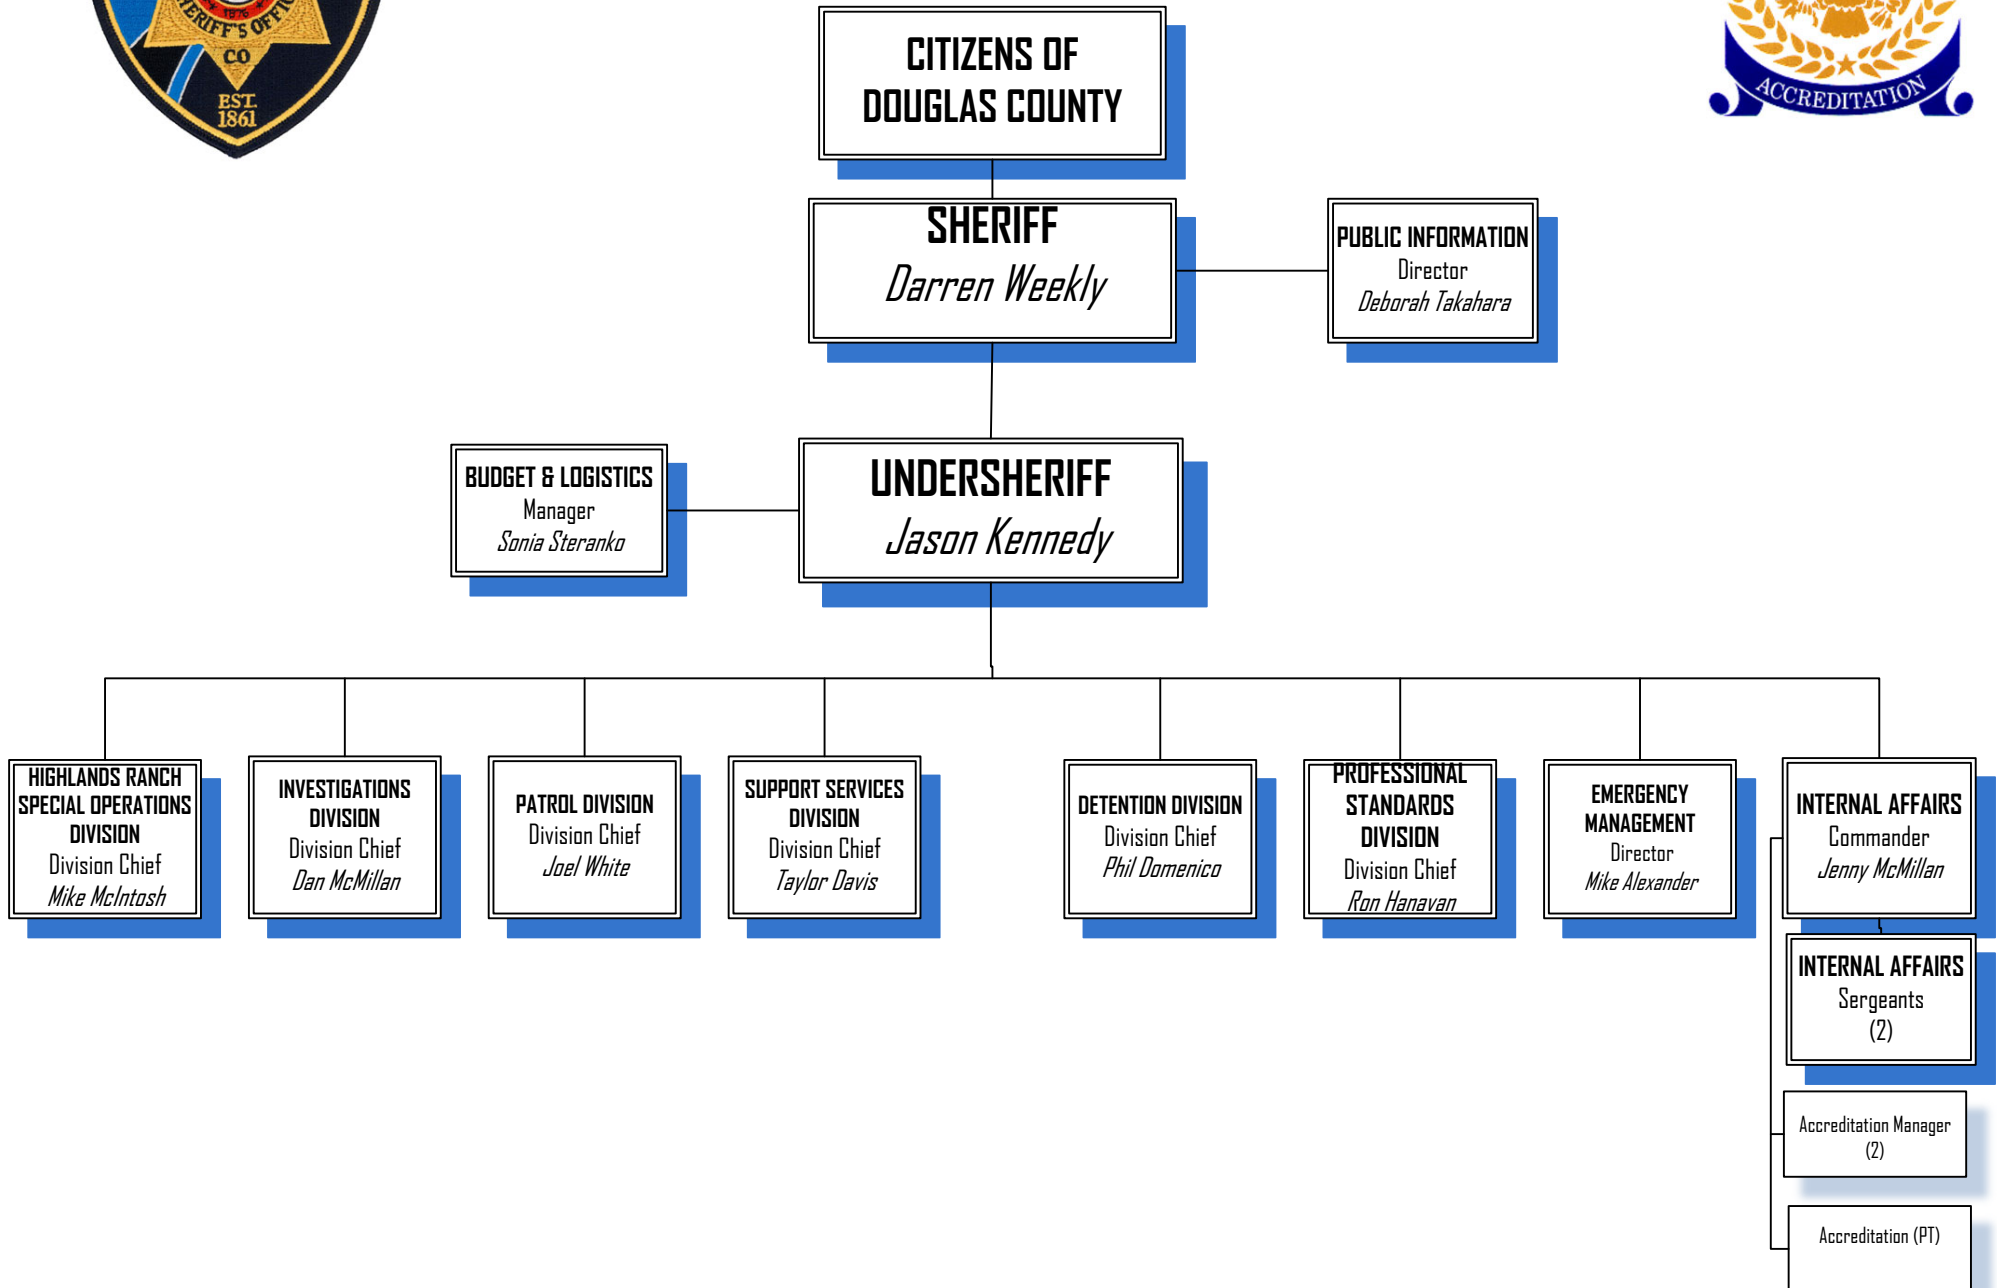 1876
SHERIFF'S OFFICE
CO
EST.
1861
ACCREDITATION
CITIZENS OF
DOUGLAS COUNTY
SHERIFF
Darren Weekly
PUBLIC INFORMATION
Director
Deborah Takahara
BUDGET & LOGISTICS
Manager
Sonia Steranko
UNDERSHERIFF
Jason Kennedy
HIGHLANDS RANCH
SPECIAL OPERATIONS
DIVISION
Division Chief
Mike McIntosh
INVESTIGATIONS
DIVISION
Division Chief
Dan McMillan
PATROL DIVISION
Division Chief
Joel White
SUPPORT SERVICES
DIVISION
Division Chief
Taylor Davis
DETENTION DIVISION
Division Chief
Phil Domenico
PROFESSIONAL
STANDARDS
DIVISION
Division Chief
Ron Hanavan
EMERGENCY
MANAGEMENT
Director
Mike Alexander
INTERNAL AFFAIRS
Commander
Jenny McMillan
INTERNAL AFFAIRS
Sergeants
(2)
Accreditation Manager
(2)
Accreditation (PT)